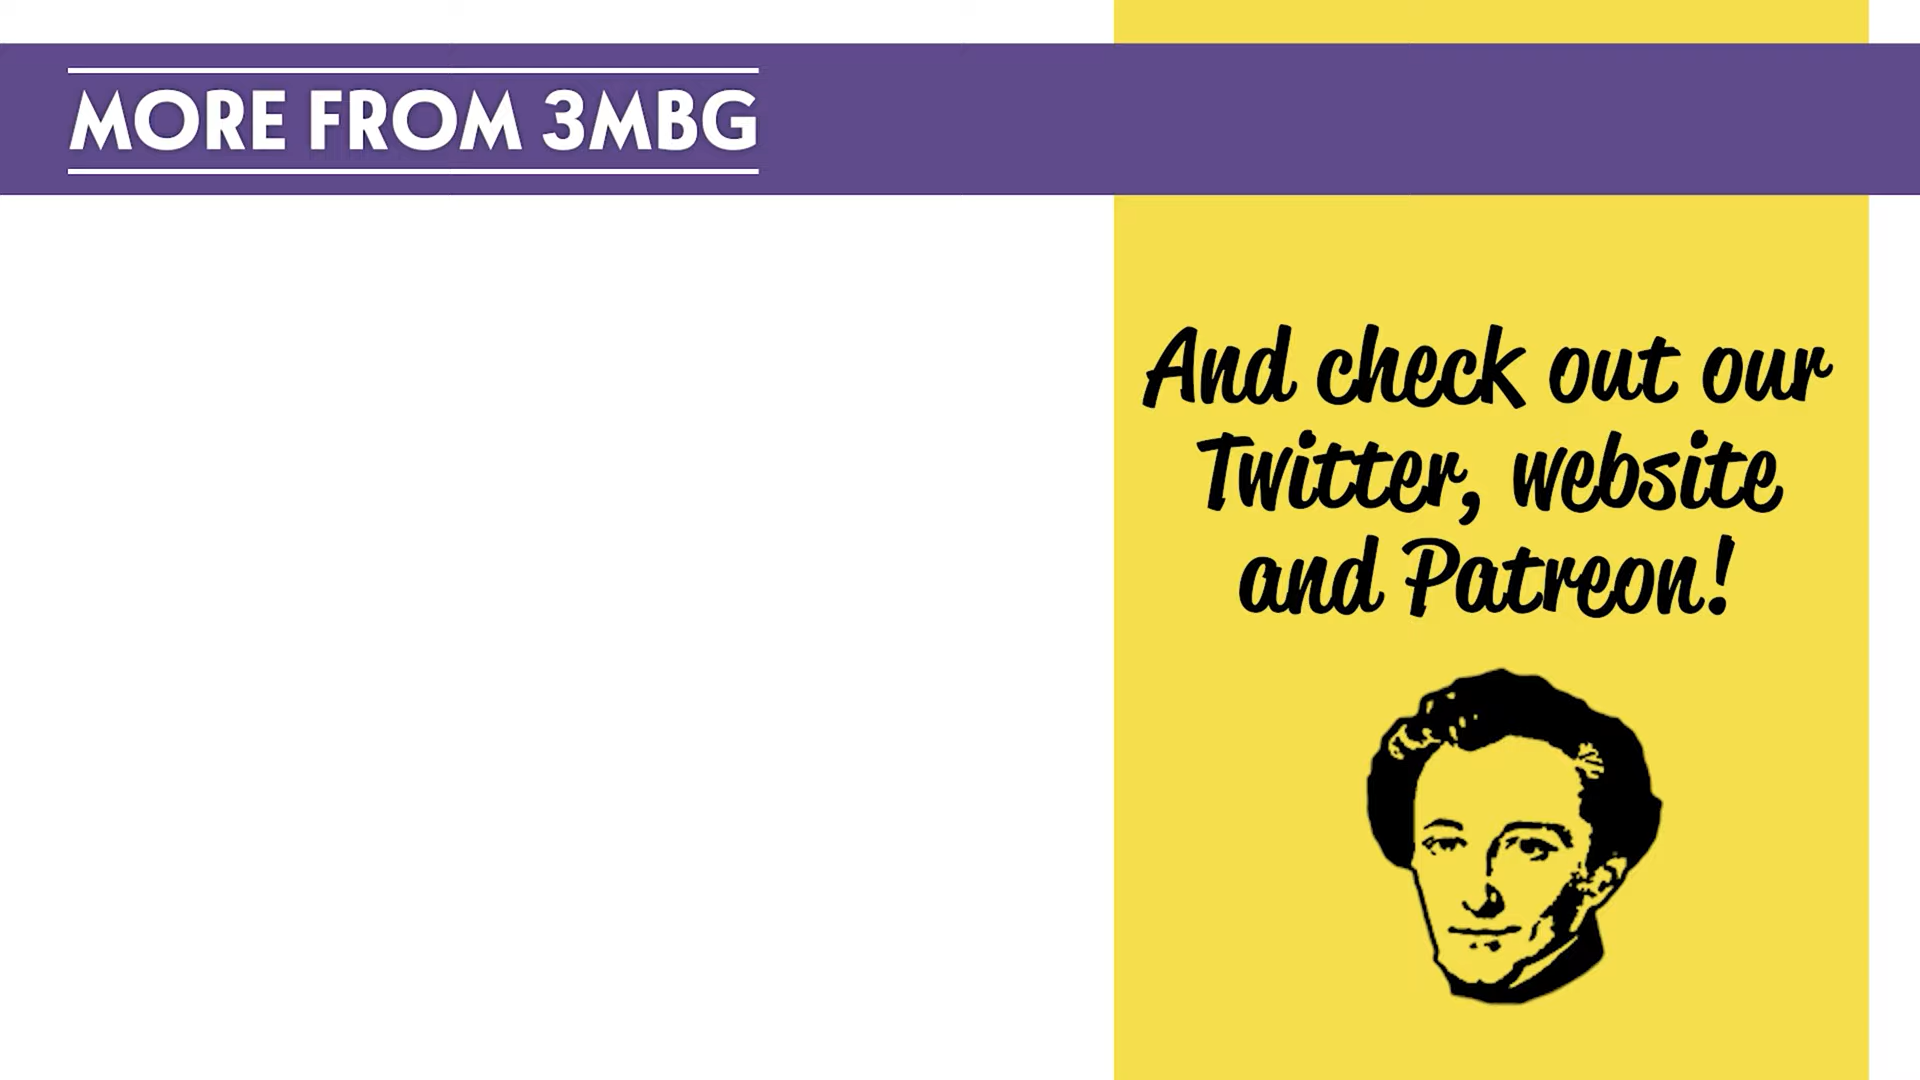 MORE FROM 3MBG
And check out our
Twitter, website
and Patreon!